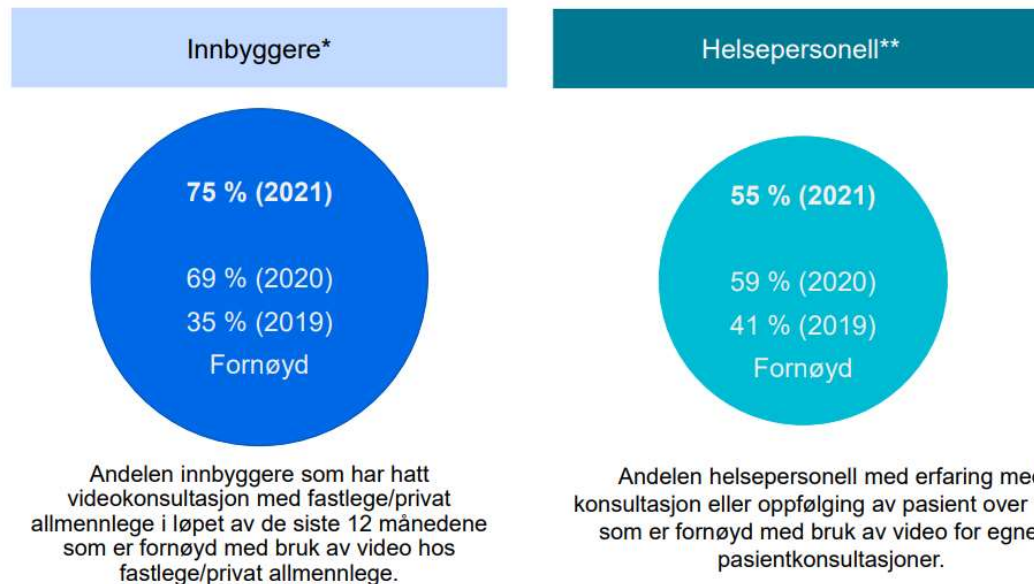 Innbyggere*
75 % (2021)
69 % (2020)
35 % (2019)
Fornøyd
Andelen innbyggere som har hatt
videokonsultasjon med fastlege/privat
allmennlege i løpet av de siste 12 månedene
som er fornøyd med bruk av video hos
fastlege/privat allmennlege.
Helsepersonell**
55 % (2021)
59 % (2020)
41 % (2019)
Fornøyd
Andelen helsepersonell med erfaring med
konsultasjon eller oppfølging av pasient over
som er fornøyd med bruk av video for egne
pasientkonsultasjoner.